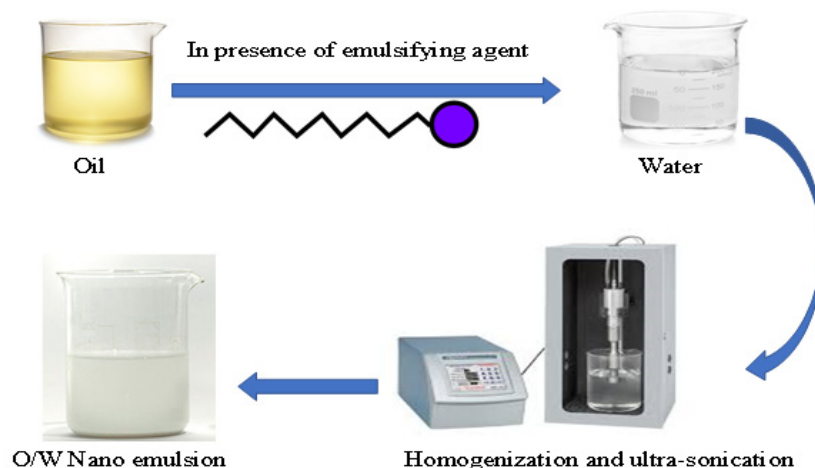 In presence of emulsifying agent
Oil
Water
O/W Nano emulsion
Homogenization and ultra-sonication